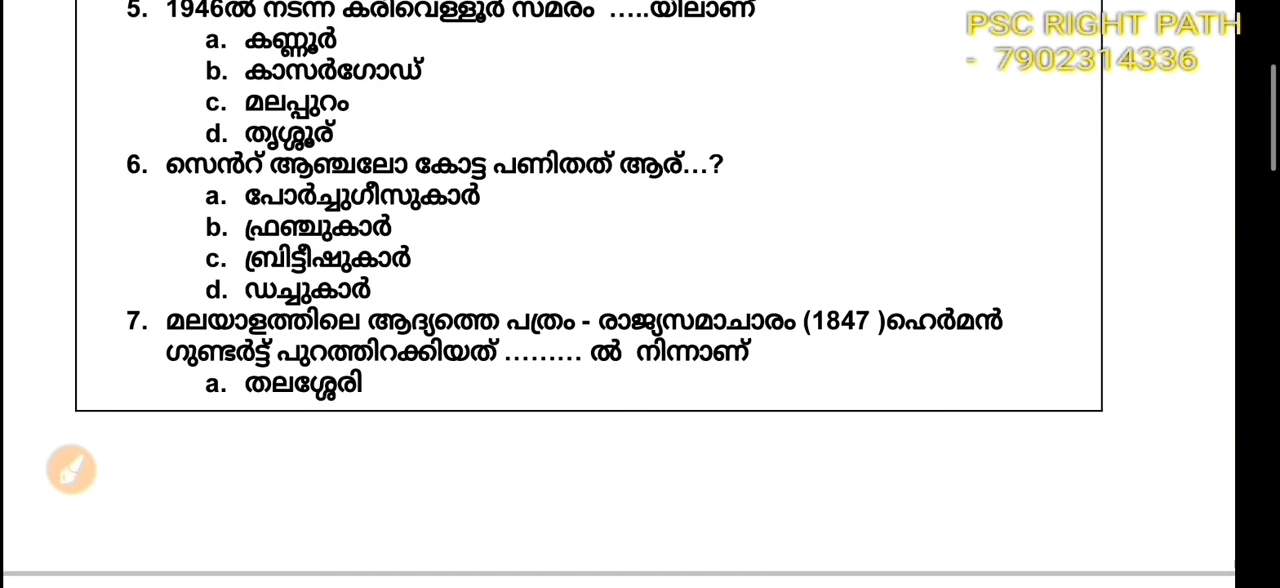 5. 1946ൽ നടന്ന കരിവെള്ളൂർ സമരം .....യിലാണ്
a. കണ്ണൂർ
b. കാസർഗോഡ്
c. മലപ്പുറം
d. തൃശ്ശൂര്
6. സെൻറ് ആഞ്ചലോ കോട്ട പണിതത് ആര്...?
a. പോർച്ചുഗീസുകാർ
b. ഫ്രഞ്ചുകാർ
c. ബ്രിട്ടീഷുകാർ
d. ഡച്ചുകാർ
7. മലയാളത്തിലെ ആദ്യത്തെ പത്രം - രാജ്യസമാചാരം (1847 )ഹെർമൻ
ഗുണ്ടർട്ട് പുറത്തിറക്കിയത് ......... ൽ നിന്നാണ്
a. തലശ്ശേരി
PSC RIGHT PATH
- 7902314336